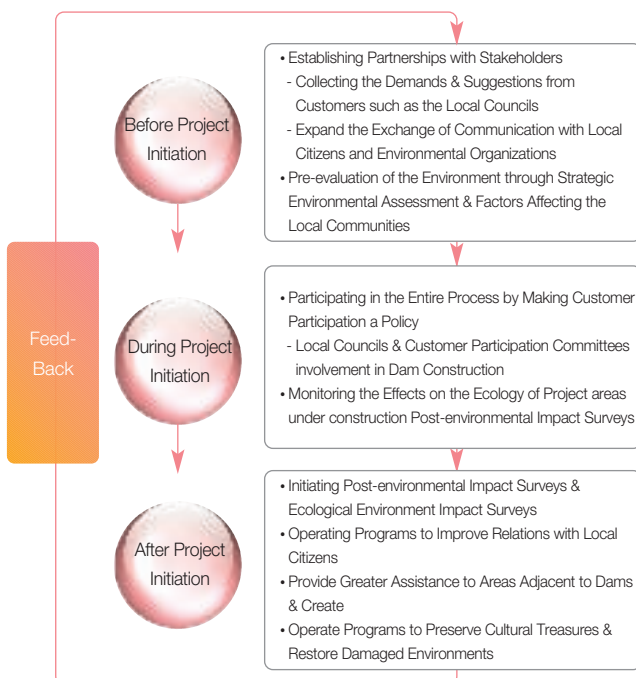 Before Project
Initiation
• Establishing Partnerships with Stakeholders
- Collecting the Demands & Suggestions from
Customers such as the Local Councils
- Expand the Exchange of Communication with Local
Citizens and Environmental Organizations
• Pre-evaluation of the Environment through Strategic
Environmental Assessment & Factors Affecting the
Local Communities
Feed-
Back
During Project
Initiation
• Participating in the Entire Process by Making Customer
Participation a Policy
- Local Councils & Customer Participation Committees
involvement in Dam Construction
• Monitoring the Effects on the Ecology of Project areas
under construction Post-environmental Impact Surveys
After Project
Initiation
• Initiating Post-environmental Impact Surveys &
Ecological Environment Impact Surveys
• Operating Programs to Improve Relations with Local
Citizens
• Provide Greater Assistance to Areas Adjacent to Dams
& Create
• Operate Programs to Preserve Cultural Treasures &
Restore Damaged Environments